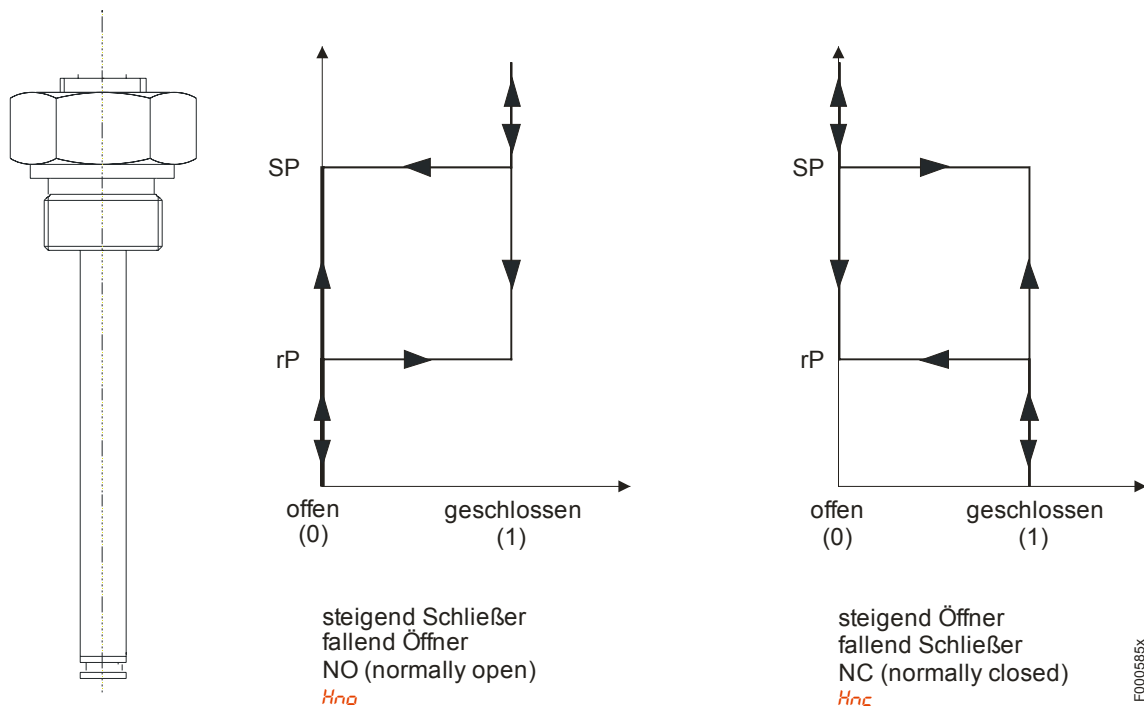 SP
rP
offen
(0)
geschlossen
(1)
steigend Schließer
fallend Öffner
NO (normally open)
Hno
SP
rP
offen
(0)
geschlossen
(1)
steigend Öffner
fallend Schließer
NC (normally closed)
Hnc
F000585x